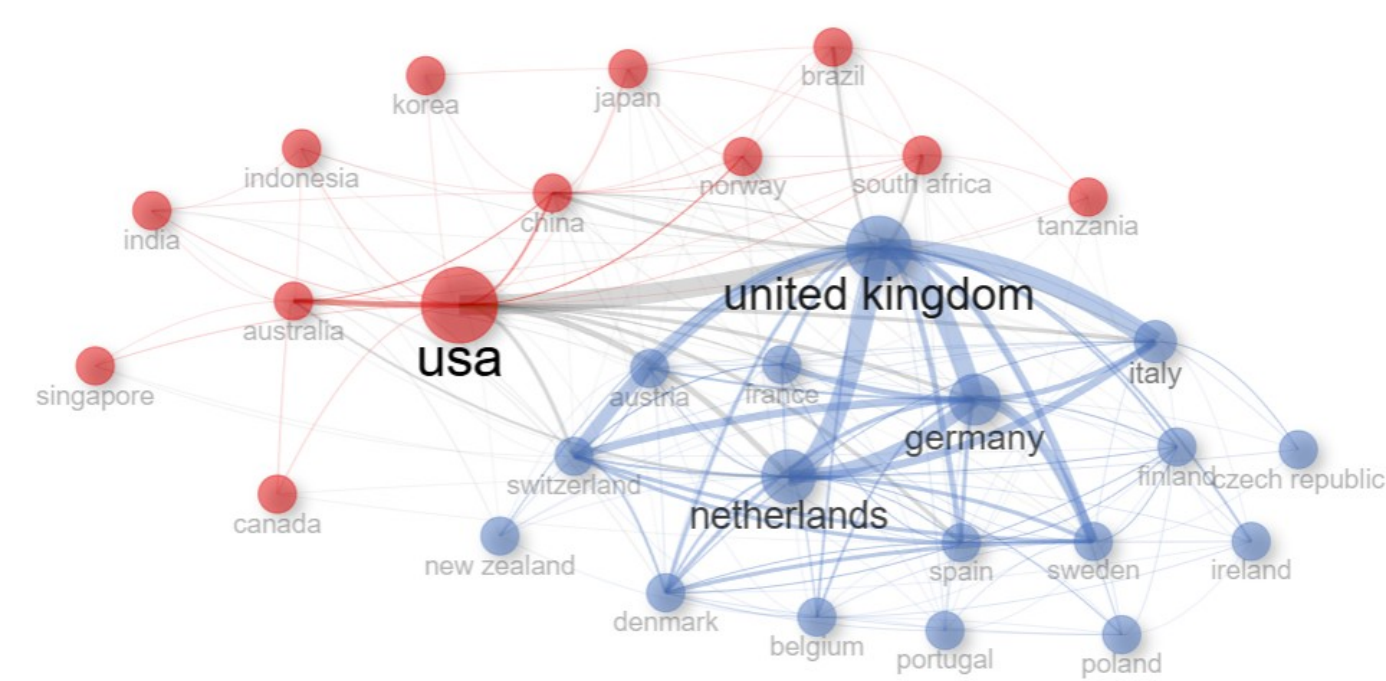 brazil
korea
japan
indonesia
norway
south africa
india
china
tanzania
united kingdom
australia
usa
italy
singapore
austria
france
germany
switzerland
finland
czech republic
netherlands
canada
new zealand
spain
sweden
ireland
denmark
belgium
portugal
poland